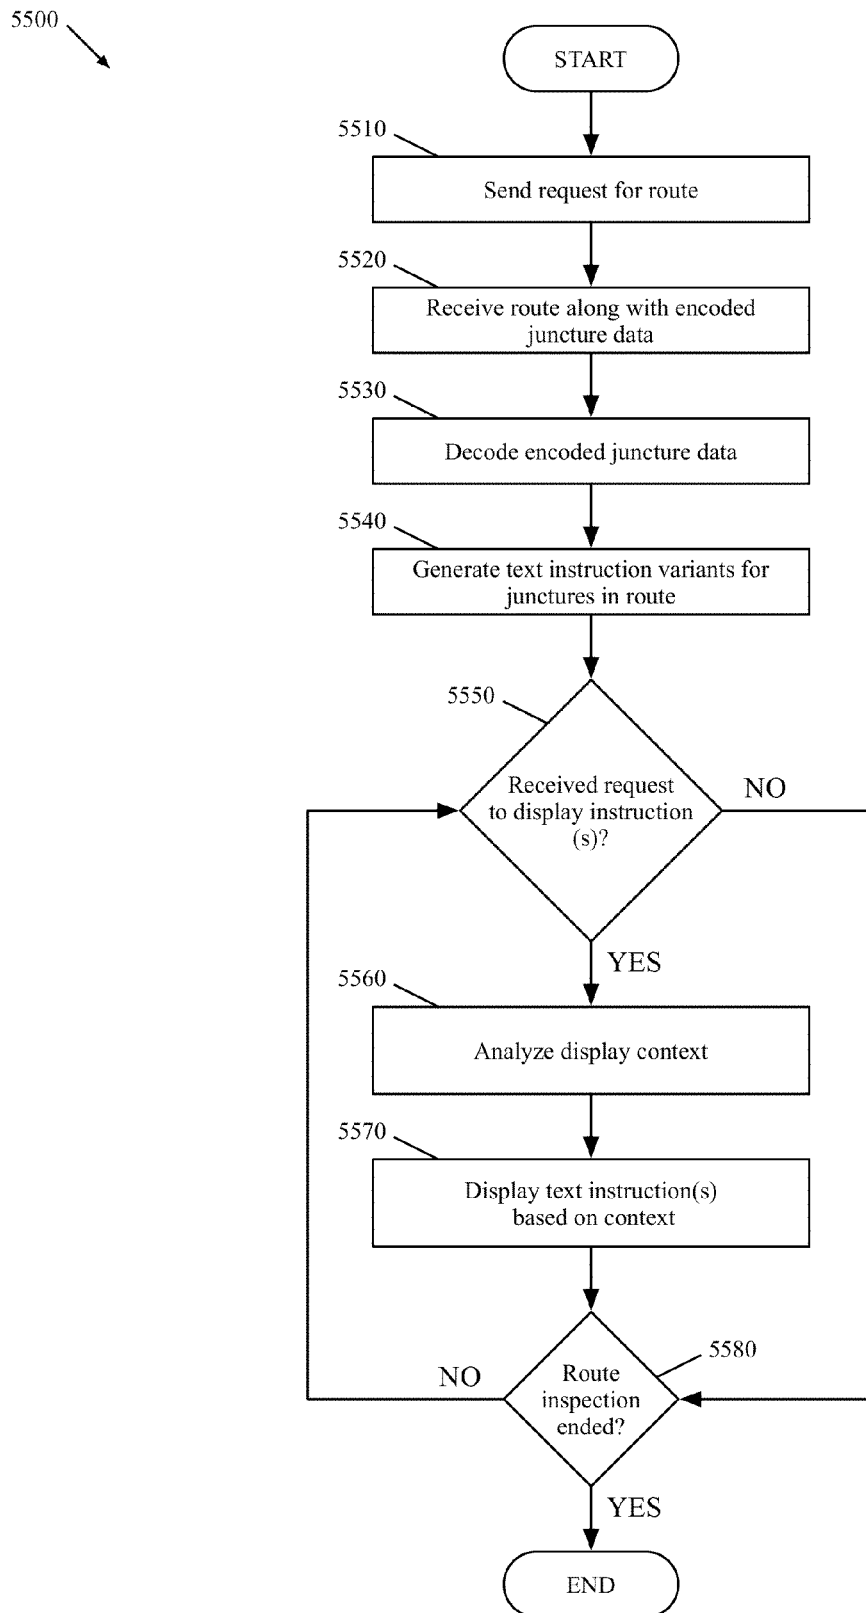 5500
START
5510
Send request for route
5520
Receive route along with encoded
juncture data
5530
Decode encoded juncture data
5540
Generate text instruction variants for
junctures in route
5550
Received request
to display instruction
(s)?
NO
YES
5560
Analyze display context
5570
Display text instruction(s)
based on context
5580
Route
inspection
ended?
NO
YES
END